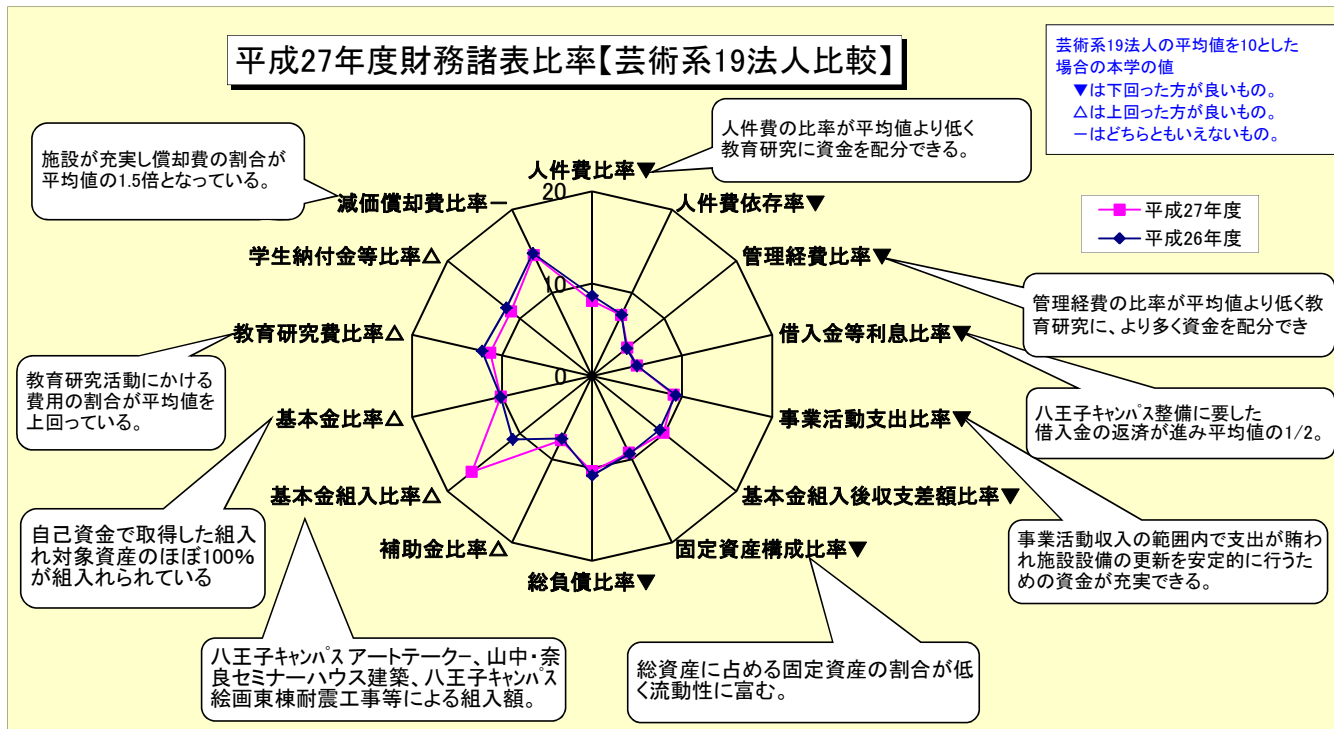 平成27年度財務諸表比率【芸術系19法人比較】
芸術系19法人の平均値を10とした
場合の本学の値
▼は下回った方が良いもの。
△は上回った方が良いもの。
－はどちらともいえないもの。
施設が充実し償却費の割合が
平均値の1.5倍となっている。
人件費の比率が平均値より低く
教育研究に資金を配分できる。
人件費比率▼
減価償却費比率－
20
人件費依存率▼
平成27年度
平成26年度
学生納付金等比率△
管理経費比率▼
10
管理経費の比率が平均値より低く教
育研究に、より多く資金を配分でき
教育研究費比率△
借入金等利息比率▼
0
教育研究活動にかける
費用の割合が平均値を
上回っている。
基本金比率△
事業活動支出比率▼
八王子キャンパス整備に要した
借入金の返済が進み平均値の1/2。
基本金組入比率△
基本金組入後収支差額比率▼
自己資金で取得した組入
れ対象資産のほぼ100%
が組入れられている
補助金比率△
固定資産構成比率▼
総負債比率▼
事業活動収入の範囲内で支出が賄わ
れ施設設備の更新を安定的に行うた
めの資金が充実できる。
八王子キャンパス アートテークー、山中・奈
良セミナーハウス建築、八王子キャンパス
絵画東棟耐震工事等による組入額。
総資産に占める固定資産の割合が低
く流動性に富む。